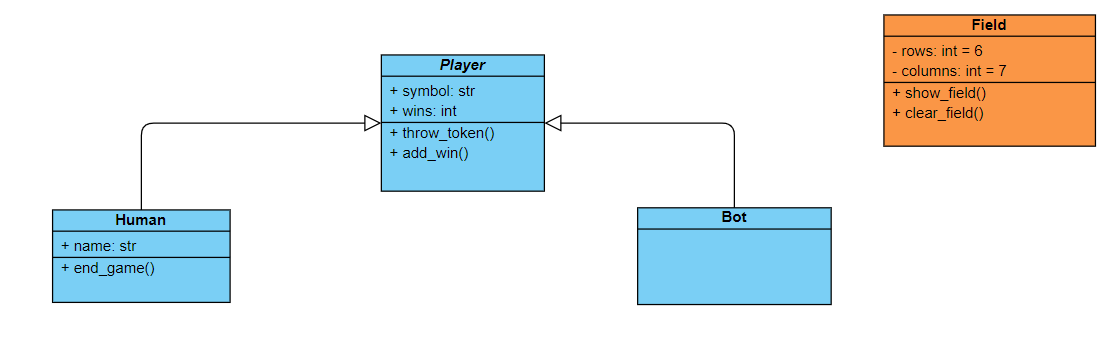 Player
+ symbol: str
+ wins: int
+ throw_token()
+ add_win()
Human
+ name: str
+ end_game()
Bot
Field
- rows: int = 6
- columns: int = 7
+ show_field()
+ clear_field()